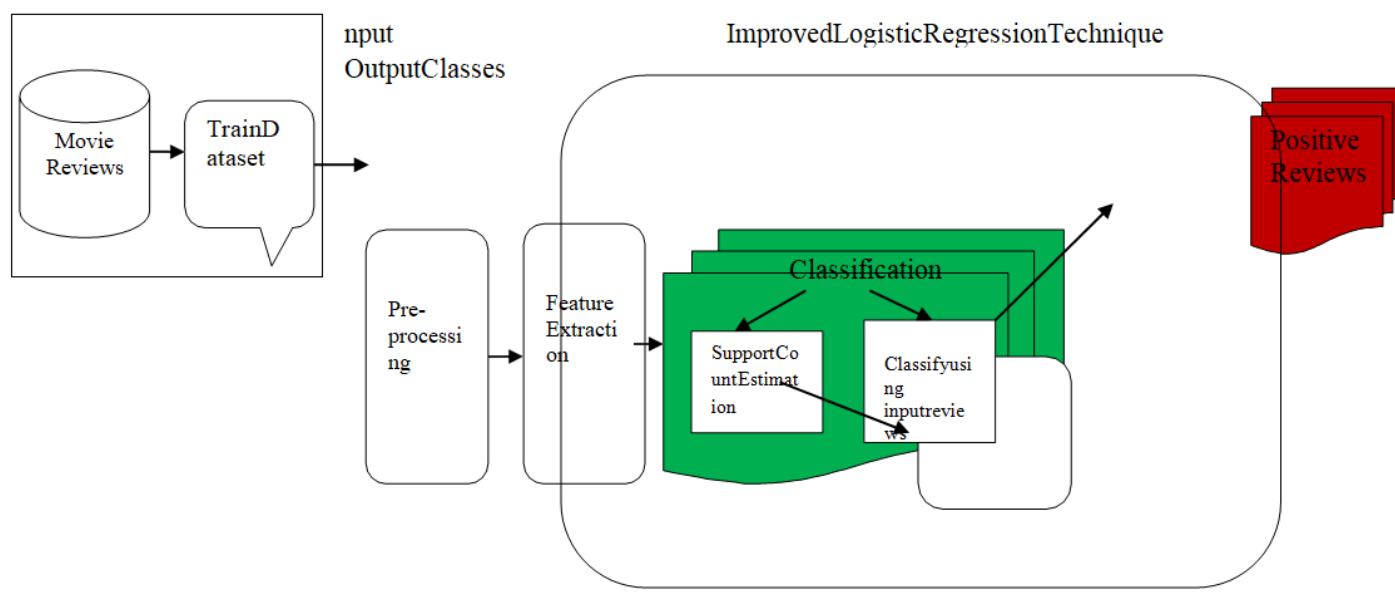 nput
OutputClasses
ImprovedLogisticRegressionTechnique
Movie
Reviews
TrainD
ataset
Positive
Reviews
Pre-
processi
ng
Feature
Extracti
on
Classification
SupportCo
untEstimat
ion
Classifyusi
ng
inputrevie
ws